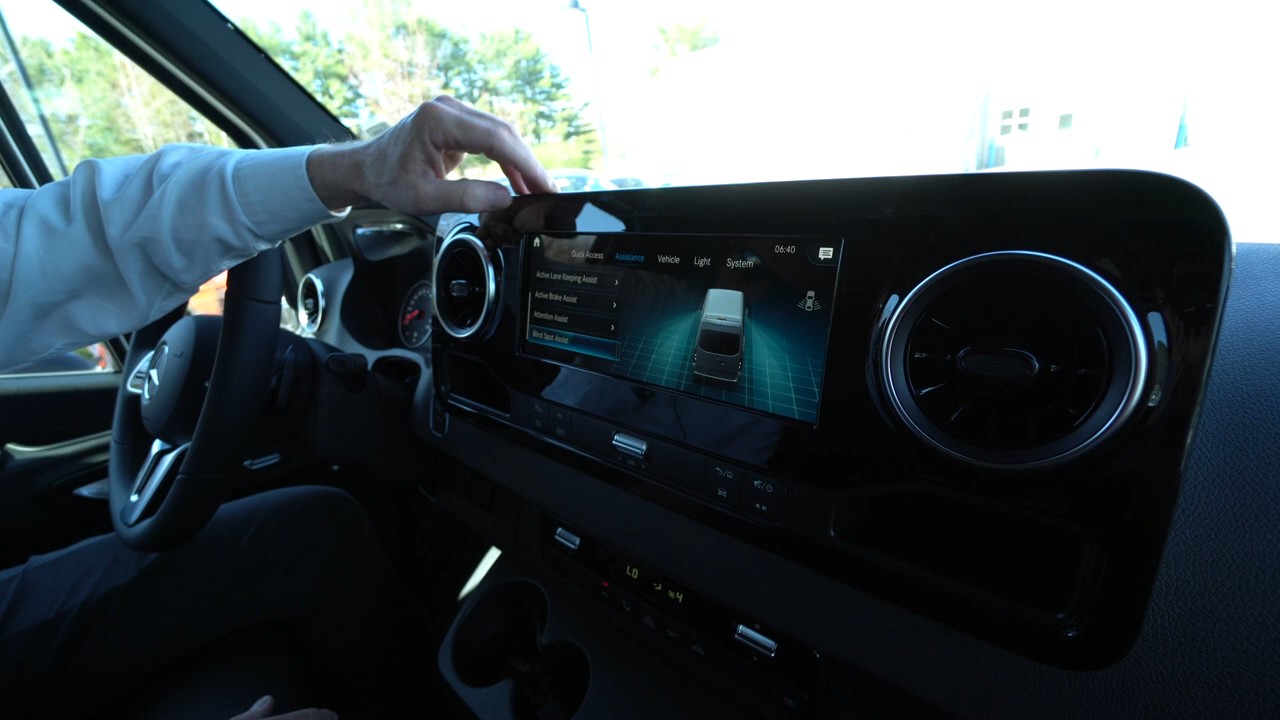 Quick Access Assistance Vehicle Light System 06:40
Active Lane Keeping Assist
Active Brake Assist
Attention Assist
Blind Spot Assist
LO 4